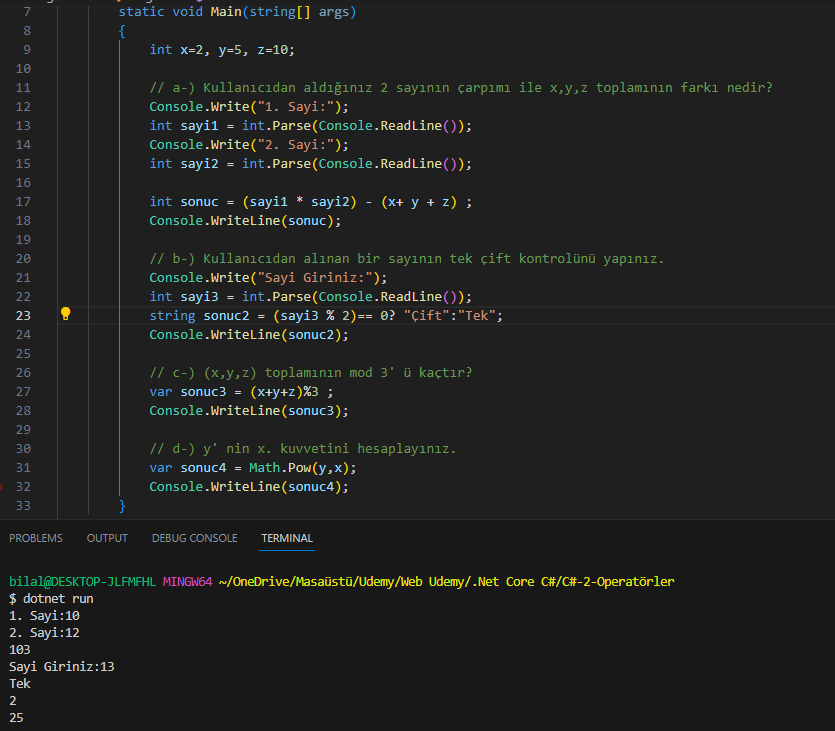 7 static void Main(string[] args)
8 {
9 int x=2, y=5, z=10;
10
11 // a-) Kullanıcıdan aldığınız 2 sayının çarpımı ile x,y,z toplamının farkı nedir?
12 Console.Write("1. Sayi:");
13 int sayi1 = int.Parse(Console.ReadLine());
14 Console.Write("2. Sayi:");
15 int sayi2 = int.Parse(Console.ReadLine());
16
17 int sonuc = (sayi1 * sayi2) - (x+ y + z) ;
18 Console.WriteLine(sonuc);
19
20 // b-) Kullanıcıdan alınan bir sayının tek çift kontrolünü yapınız.
21 Console.Write("Sayi Giriniz:");
22 int sayi3 = int.Parse(Console.ReadLine());
23 string sonuc2 = (sayi3 % 2)== 0? "Çift":"Tek";
24 Console.WriteLine(sonuc2);
25
26 // c-) (x,y,z) toplamının mod 3' ü kaçtır?
27 var sonuc3 = (x+y+z)%3 ;
28 Console.WriteLine(sonuc3);
29
30 // d-) y' nin x. kuvvetini hesaplayınız.
31 var sonuc4 = Math.Pow(y,x);
32 Console.WriteLine(sonuc4);
33 }
PROBLEMS OUTPUT DEBUG CONSOLE TERMINAL
bilal@DESKTOP-JLFMFHL MINGW64 ~/OneDrive/Masaüstü/Udemy/Web Udemy/.Net Core C#/C#-2-Operatörler
$ dotnet run
1. Sayi:10
2. Sayi:12
103
Sayi Giriniz:13
Tek
2
25